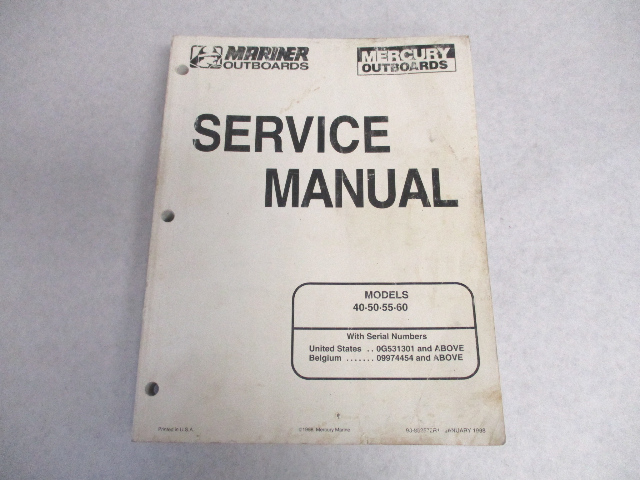 MARINER
OUTBOARDS
MERCURY
OUTBOARDS
SERVICE
MANUAL
MODELS
40-50-55-60
With Serial Numbers
United States . . 0G531301 and ABOVE
Belgium . . . . . . . 09974454 and ABOVE
Printed in U.S.A.
Mercury Marine
JANUARY